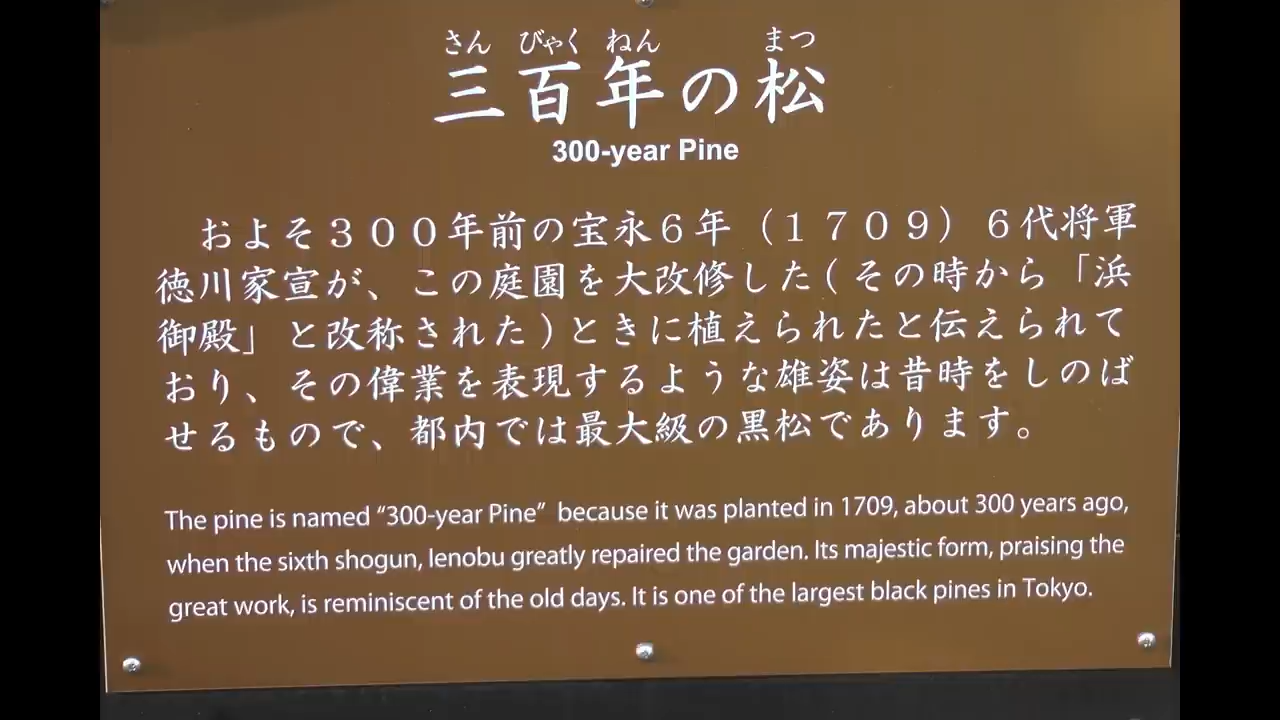 さん びゃく ねん まつ
三百年の松
300-year Pine
およそ３００年前の宝永６年（１７０９）６代将軍
徳川家宣が、この庭園を大改修した(その時から「浜
御殿」と改称された)ときに植えられたと伝えられて
おり、その偉業を表現するような雄姿は昔時をしのば
せるもので、都内では最大級の黒松であります。
The pine is named “300-year Pine” because it was planted in 1709, about 300 years ago,
when the sixth shogun, Ienobu greatly repaired the garden. Its majestic form, praising the
great work, is reminiscent of the old days. It is one of the largest black pines in Tokyo.